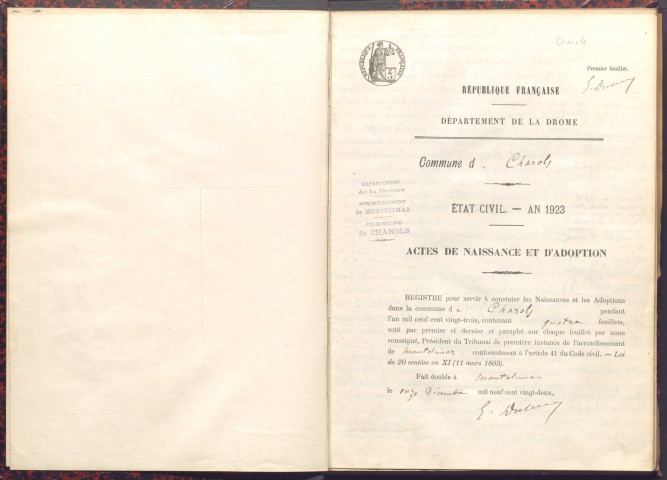 Charols
Premier feuillet.
RÉPUBLIQUE FRANÇAISE
RÉPUBLIQUE FRANÇAISE
DÉPARTEMENT DE LA DROME
Commune d e Charols
DÉPARTEMENT
de la Drôme
ARRONDISSEMENT
de MONTÉLIMAR
COMMUNE
de CHAROLS
ÉTAT CIVIL. — AN 1923
ACTES DE NAISSANCE ET D'ADOPTION
REGISTRE pour servir à constater les Naissances et les Adoptions
dans la commune d e Charols pendant
l'an mil neuf cent vingt-trois, contenant quatre feuillets,
coté par premier et dernier et paraphé sur chaque feuillet par nous
soussigné, Président du Tribunal de première instance de l'arrondissement
de Montélimar conformément à l'article 41 du Code civil. — Loi
du 20 ventôse an XI (11 mars 1803)
Fait double à Montélimar
le onze Décembre mil neuf cent vingt-deux.